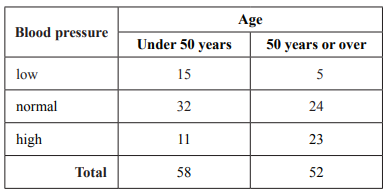 Blood pressure Age
Under 50 years 50 years or over
low 15 5
normal 32 24
high 11 23
Total 58 52